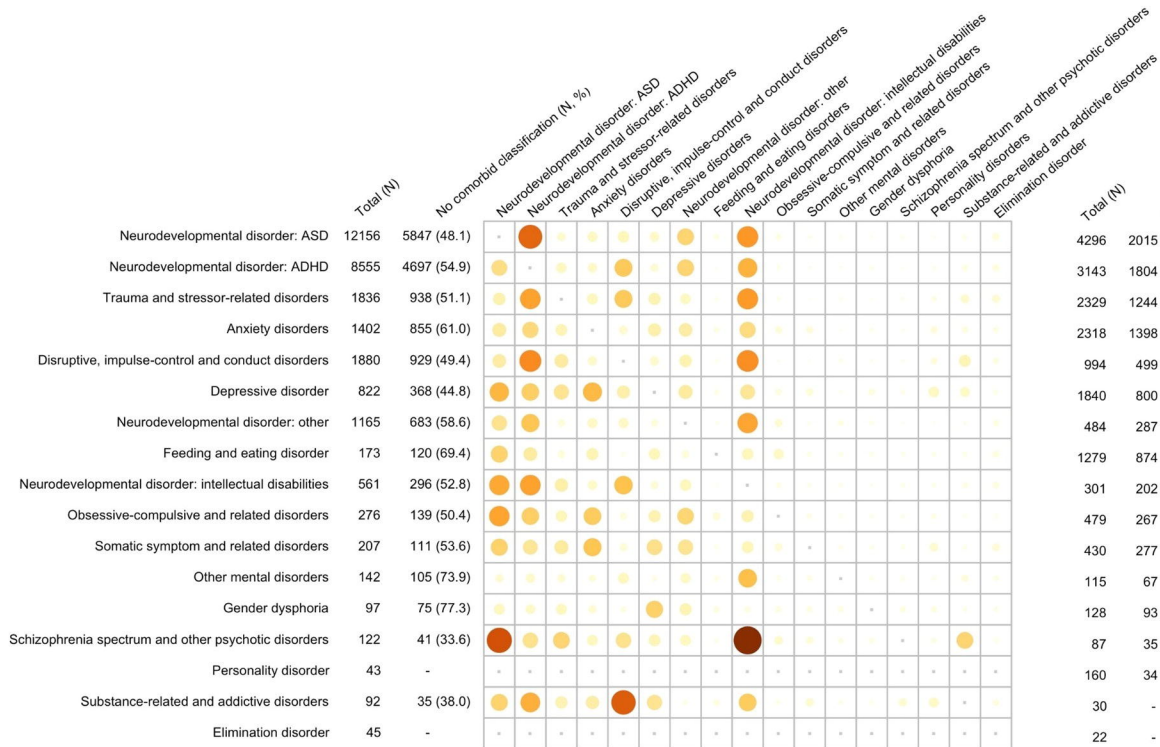 Total (N)
No comorbid classification (N, %)
Neurodevelopmental disorder: ASD
Neurodevelopmental disorder: ADHD
Trauma and stressor-related disorders
Anxiety disorders
Disruptive, impulse-control and conduct disorders
Depressive disorders
Neurodevelopmental disorder: other
Feeding and eating disorders
Neurodevelopmental disorder: intellectual disabilities
Obsessive-compulsive and related disorders
Somatic symptom and related disorders
Other mental disorders
Gender dysphoria
Schizophrenia spectrum and other psychotic disorders
Personality disorders
Substance-related and addictive disorders
Elimination disorder
Total (N)
Neurodevelopmental disorder: ASD 12156 5847 (48.1) 4296 2015
Neurodevelopmental disorder: ADHD 8555 4697 (54.9) 3143 1804
Trauma and stressor-related disorders 1836 938 (51.1) 2329 1244
Anxiety disorders 1402 855 (61.0) 2318 1398
Disruptive, impulse-control and conduct disorders 1880 929 (49.4) 994 499
Depressive disorder 822 368 (44.8) 1840 800
Neurodevelopmental disorder: other 1165 683 (58.6) 484 287
Feeding and eating disorder 173 120 (69.4) 1279 874
Neurodevelopmental disorder: intellectual disabilities 561 296 (52.8) 301 202
Obsessive-compulsive and related disorders 276 139 (50.4) 479 267
Somatic symptom and related disorders 207 111 (53.6) 430 277
Other mental disorders 142 105 (73.9) 115 67
Gender dysphoria 97 75 (77.3) 128 93
Schizophrenia spectrum and other psychotic disorders 122 41 (33.6) 87 35
Personality disorder 43 - 160 34
Substance-related and addictive disorders 92 35 (38.0) 30 -
Elimination disorder 45 - 22 -